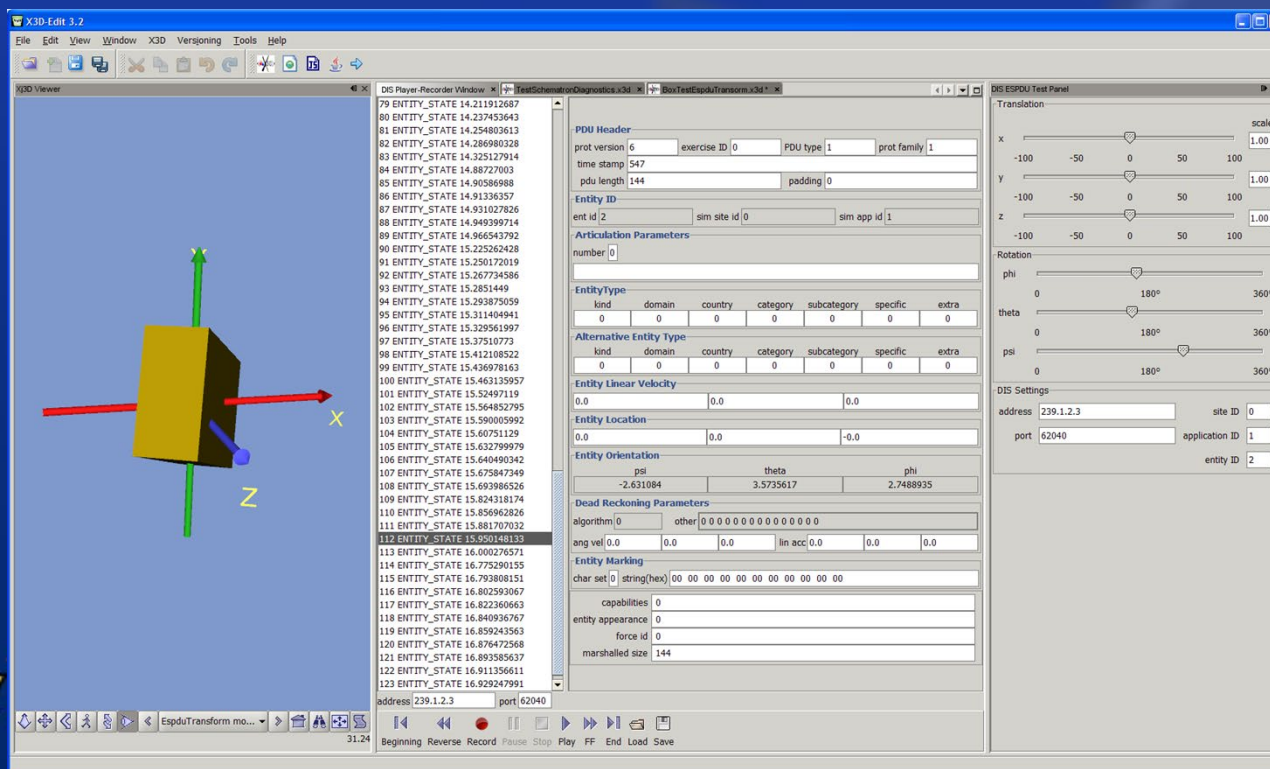 X3D-Edit 3.2
File Edit View Window X3D Versioning Tools Help
Xj3D Viewer
X
Z
EspduTransform mo...
31.24
DIS Player-Recorder Window TestSchematronDiagnostics.x3d BoxTestEspduTransorm.x3d *
79 ENTITY_STATE 14.211912687
80 ENTITY_STATE 14.237453643
81 ENTITY_STATE 14.254803613
82 ENTITY_STATE 14.286980328
83 ENTITY_STATE 14.325127914
84 ENTITY_STATE 14.88727003
85 ENTITY_STATE 14.90586988
86 ENTITY_STATE 14.91336357
87 ENTITY_STATE 14.931027826
88 ENTITY_STATE 14.949399714
89 ENTITY_STATE 14.966543792
90 ENTITY_STATE 15.225262428
91 ENTITY_STATE 15.250172019
92 ENTITY_STATE 15.267734586
93 ENTITY_STATE 15.2851449
94 ENTITY_STATE 15.293875059
95 ENTITY_STATE 15.311404941
96 ENTITY_STATE 15.329561997
97 ENTITY_STATE 15.37510773
98 ENTITY_STATE 15.412108522
99 ENTITY_STATE 15.436978163
100 ENTITY_STATE 15.463135957
101 ENTITY_STATE 15.52497119
102 ENTITY_STATE 15.564852795
103 ENTITY_STATE 15.590005992
104 ENTITY_STATE 15.60751129
105 ENTITY_STATE 15.632799979
106 ENTITY_STATE 15.640490342
107 ENTITY_STATE 15.675847349
108 ENTITY_STATE 15.693986526
109 ENTITY_STATE 15.824318174
110 ENTITY_STATE 15.856962826
111 ENTITY_STATE 15.881707032
112 ENTITY_STATE 15.950148133
113 ENTITY_STATE 16.000276571
114 ENTITY_STATE 16.775290155
115 ENTITY_STATE 16.793808151
116 ENTITY_STATE 16.802593067
117 ENTITY_STATE 16.822360663
118 ENTITY_STATE 16.840936767
119 ENTITY_STATE 16.859243563
120 ENTITY_STATE 16.876472568
121 ENTITY_STATE 16.893585637
122 ENTITY_STATE 16.911356611
123 ENTITY_STATE 16.929247991
address 239.1.2.3 port 62040
Beginning Reverse Record Pause Stop Play FF End Load Save
PDU Header
prot version 6 exercise ID 0 PDU type 1 prot family 1
time stamp 547
pdu length 144 padding 0
Entity ID
ent id 2 sim site id 0 sim app id 1
Articulation Parameters
number 0
EntityType
kind domain country category subcategory specific extra
0 0 0 0 0 0 0
Alternative Entity Type
kind domain country category subcategory specific extra
0 0 0 0 0 0 0
Entity Linear Velocity
0.0 0.0 0.0
Entity Location
0.0 0.0 -0.0
Entity Orientation
psi theta phi
-2.631084 3.5735617 2.7488935
Dead Reckoning Parameters
algorithm 0 other 0 0 0 0 0 0 0 0 0 0 0 0 0 0 0
ang vel 0.0 0.0 0.0 lin acc 0.0 0.0 0.0
Entity Marking
char set 0 string(hex) 00 00 00 00 00 00 00 00 00 00 00
capabilities 0
entity appearance 0
force id 0
marshalled size 144
DIS ESPDU Test Panel
Translation
scale
x 1.00
-100 -50 0 50 100
y 1.00
-100 -50 0 50 100
z 1.00
-100 -50 0 50 100
Rotation
phi
0 180º 360º
theta
0 180º 360º
psi
0 180º 360º
DIS Settings
address 239.1.2.3 site ID 0
port 62040 application ID 1
entity ID 2